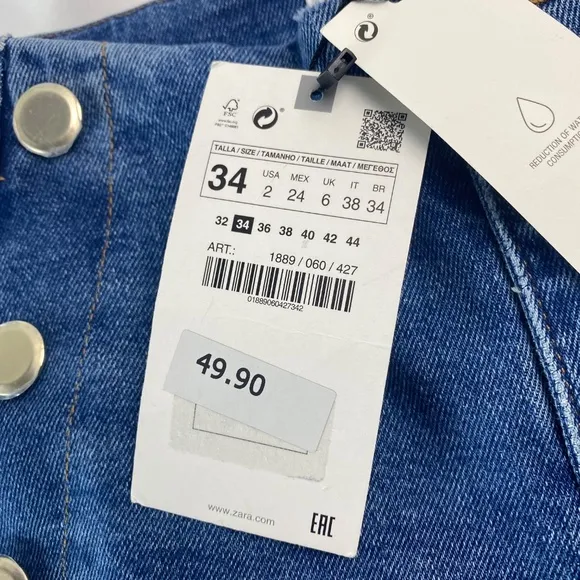 FSC
TALLA / SIZE / TAMANHO / TAILLE / MAAT / ΜΕΓΕΘΟΣ
34 USA 2 MEX 24 UK 6 IT 38 BR 34
32 34 36 38 40 42 44
ART.: 1889 / 060 / 427
01889060427342
49.90
www.zara.com
EAC
REDUCTION OF WA
CONSUMPTION